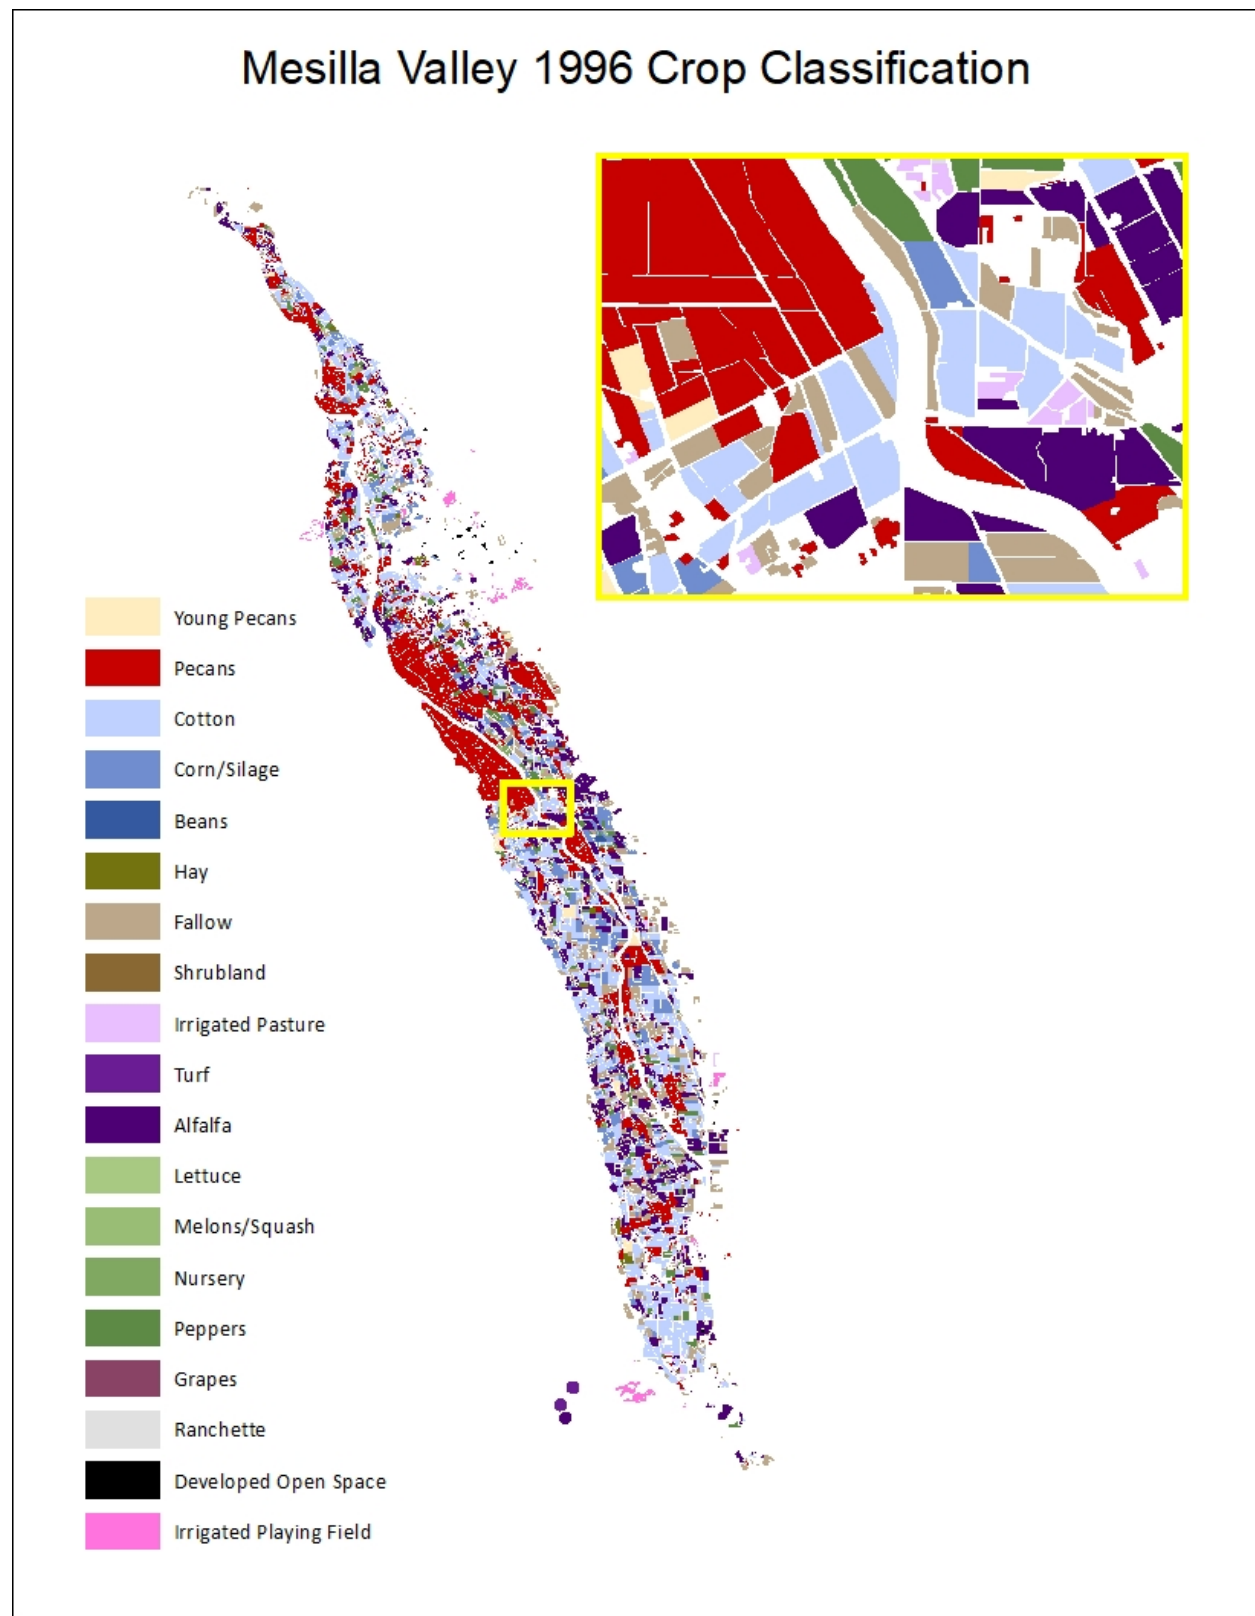 Mesilla Valley 1996 Crop Classification
Young Pecans
Pecans
Cotton
Corn/Silage
Beans
Hay
Fallow
Shrubland
Irrigated Pasture
Turf
Alfalfa
Lettuce
Melons/Squash
Nursery
Peppers
Grapes
Ranchette
Developed Open Space
Irrigated Playing Field